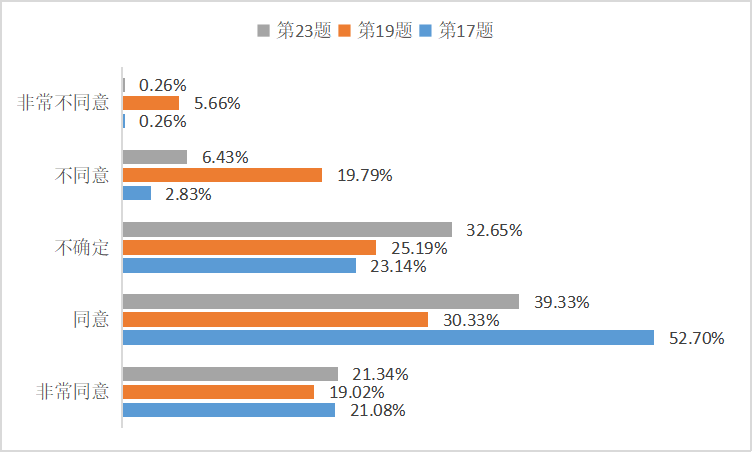 第23题 第19题 第17题
非常不同意
0.26%
5.66%
0.26%
不同意
6.43%
19.79%
2.83%
不确定
32.65%
25.19%
23.14%
同意
39.33%
30.33%
52.70%
非常同意
21.34%
19.02%
21.08%